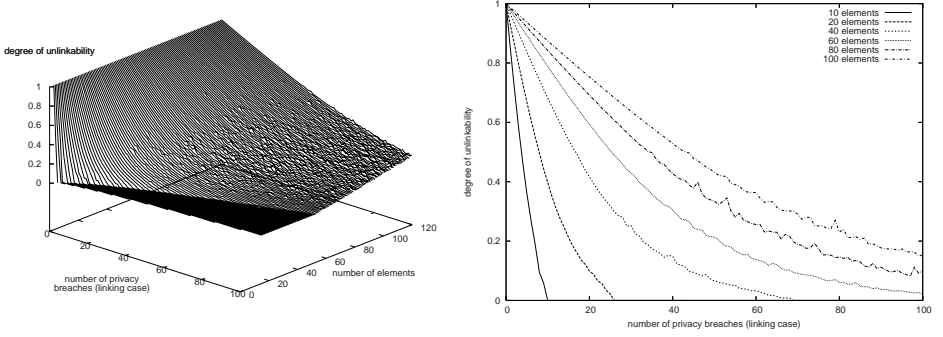 degree of unlinkability
1
0.8
0.6
0.4
0.2
0
0
20
40
60
80
100
number of privacy
breaches (linking case)
0
20
40
60
80
100
120
number of elements
1
0.8
0.6
0.4
0.2
0
degree of unlinkability
10 elements
20 elements
40 elements
60 elements
80 elements
100 elements
0
20
40
60
80
100
number of privacy breaches (linking case)